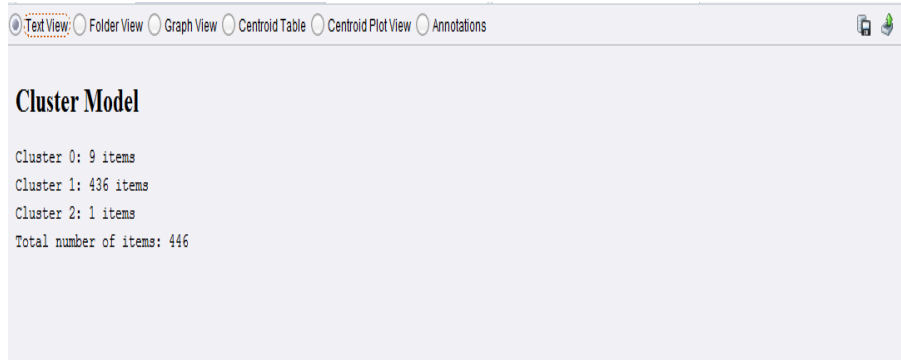 Text View Folder View Graph View Centroid Table Centroid Plot View Annotations
Cluster Model
Cluster 0: 9 items
Cluster 1: 436 items
Cluster 2: 1 items
Total number of items: 446